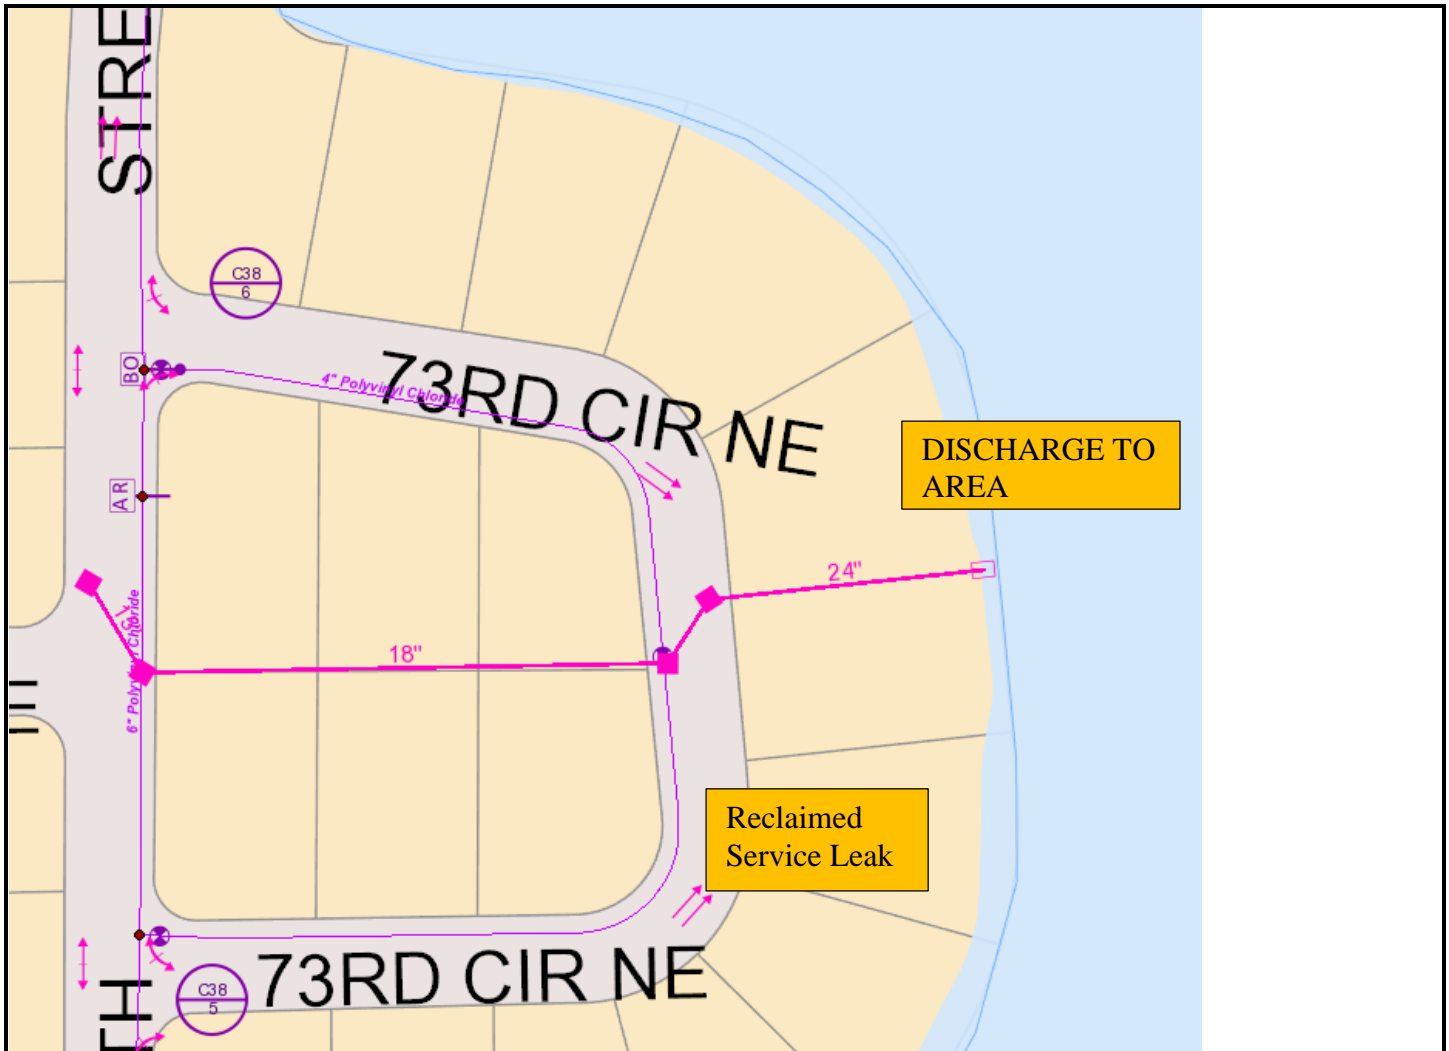 STRE
C38
6
BO
4" Polyvinyl Chloride
73RD CIR NE
DISCHARGE TO
AREA
AR
24"
6" Polyvinyl Chloride
18"
Reclaimed
Service Leak
73RD CIR NE
C38
5
TH